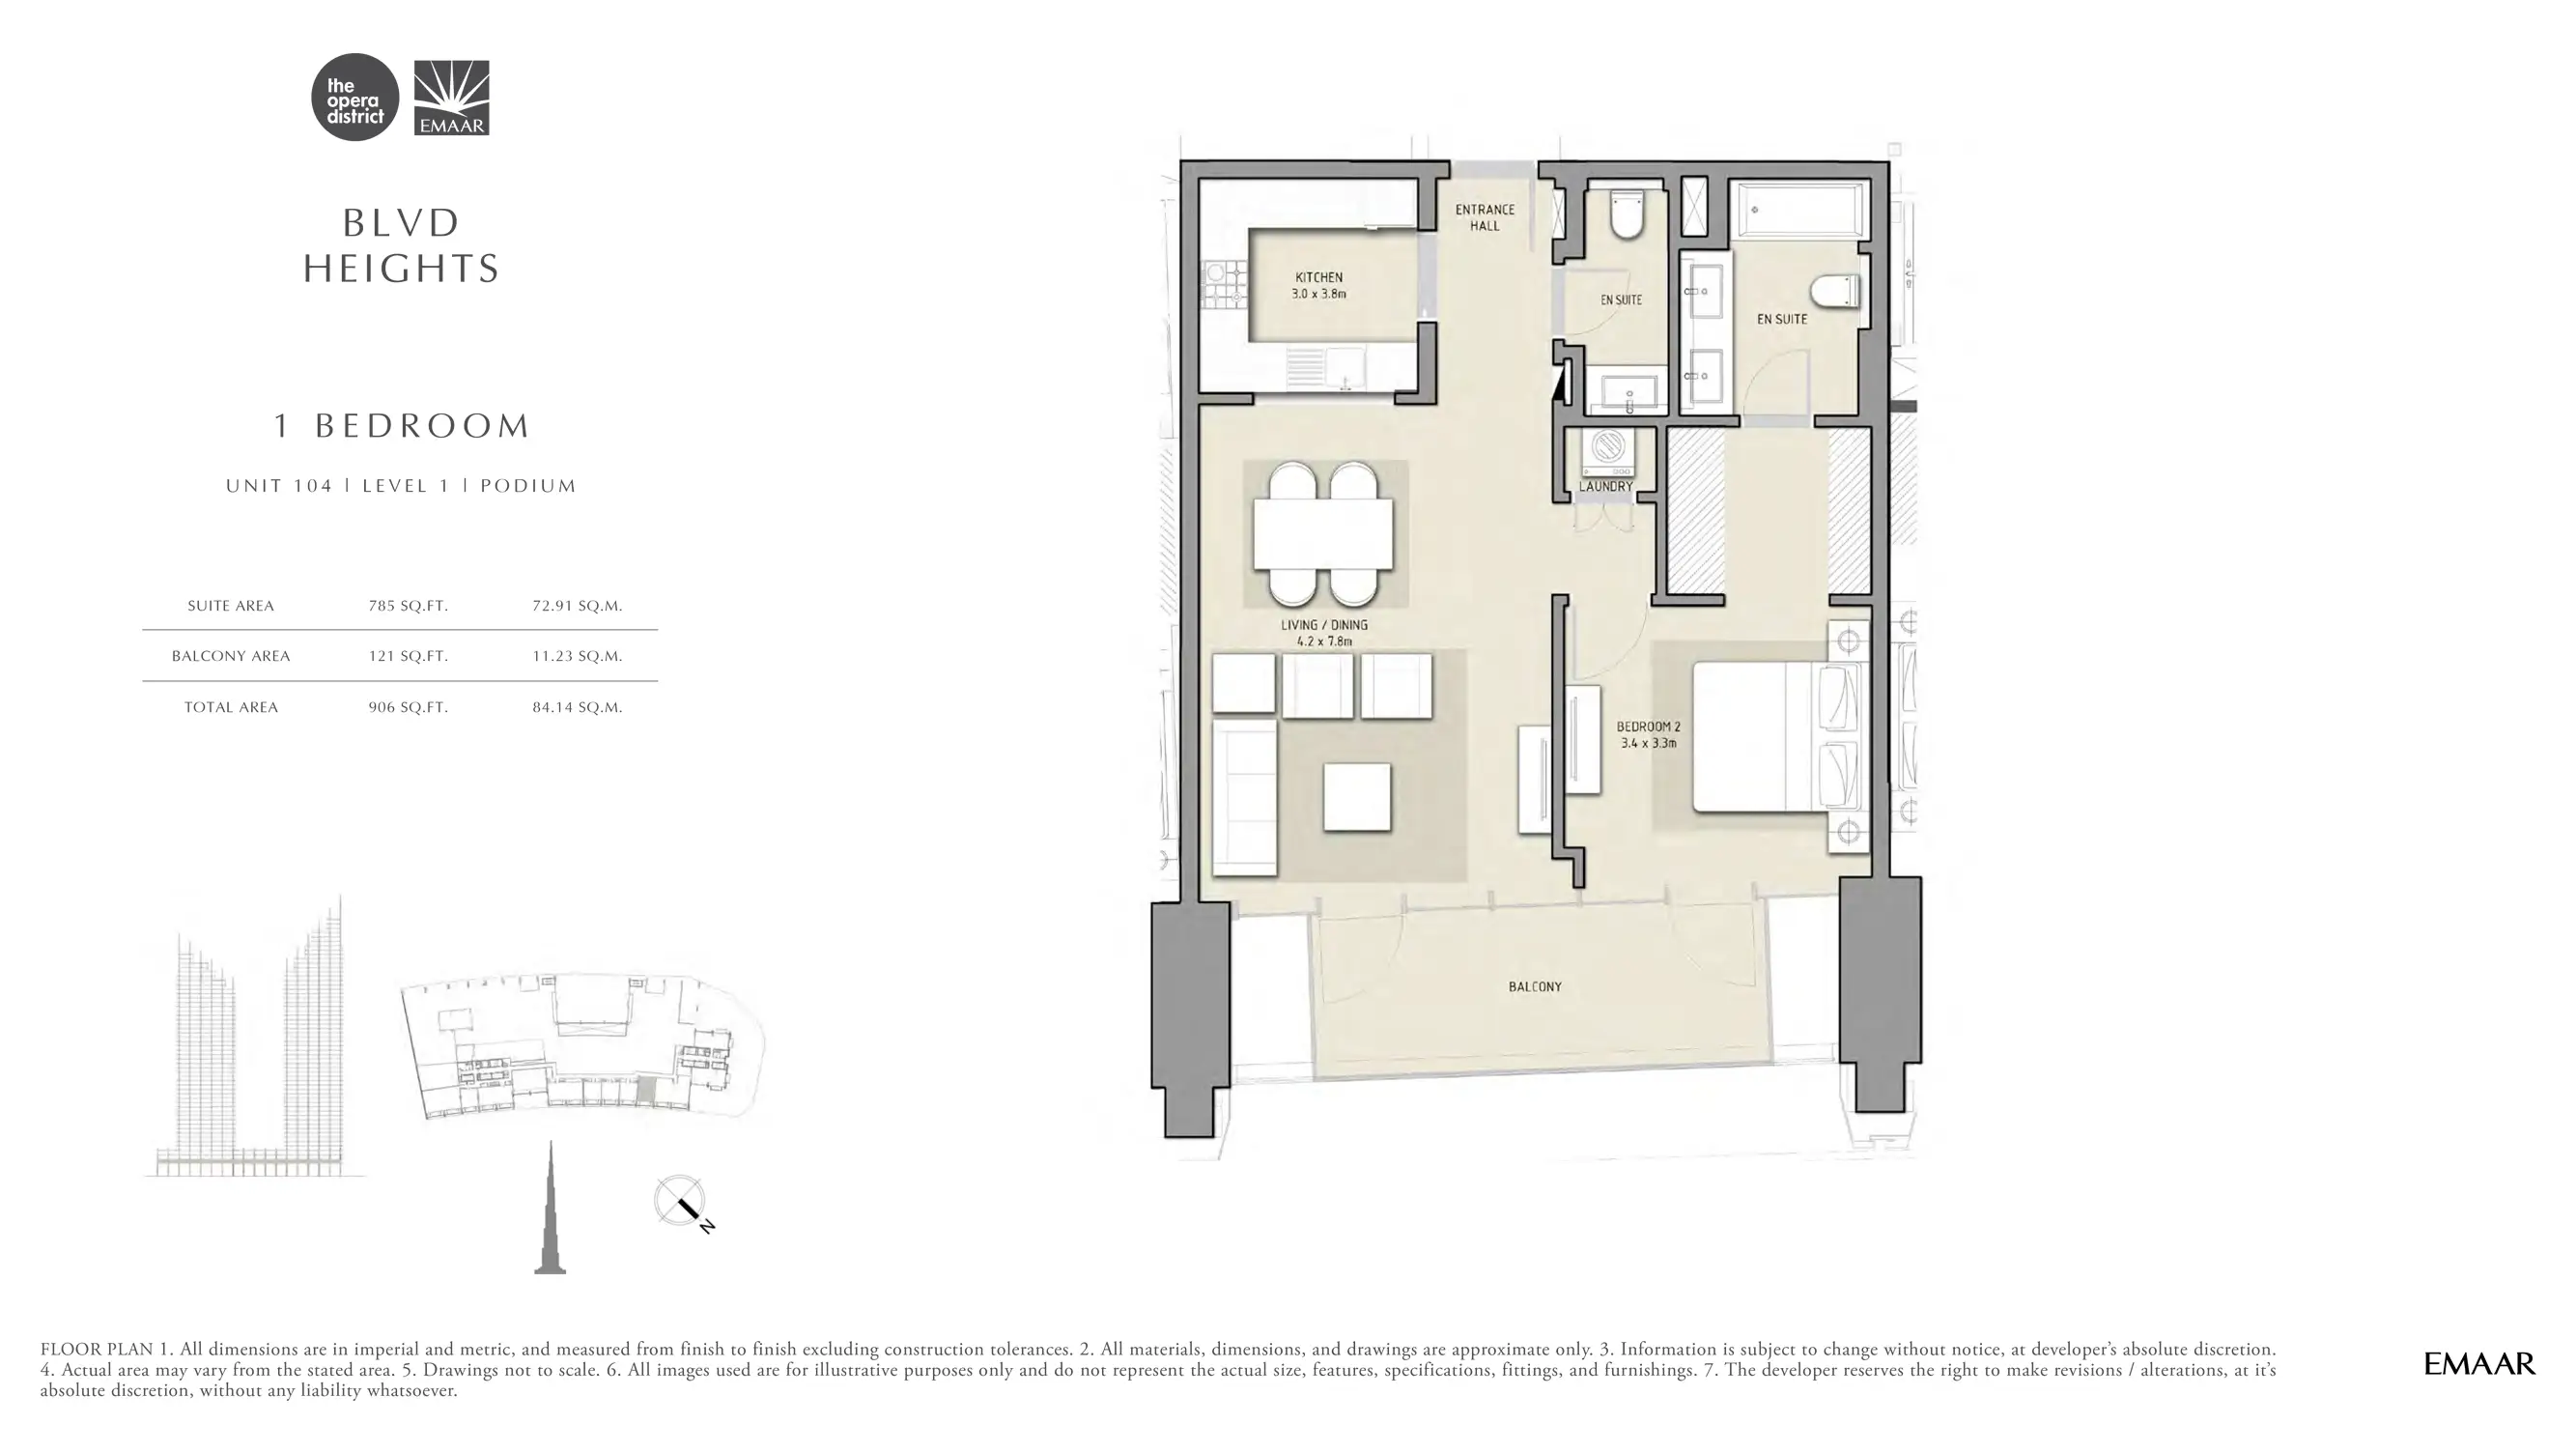 the
opera
district
EMAAR
BLVD
HEIGHTS
1 BEDROOM
UNIT 104 | LEVEL 1 | PODIUM
SUITE AREA 785 SQ.FT. 72.91 SQ.M.
BALCONY AREA 121 SQ.FT. 11.23 SQ.M.
TOTAL AREA 906 SQ.FT. 84.14 SQ.M.
N
ENTRANCE
HALL
KITCHEN
3.0 x 3.8m
EN SUITE
EN SUITE
LAUNDRY
LIVING / DINING
4.2 x 7.8m
BEDROOM 2
3.4 x 3.3m
BALCONY
FLOOR PLAN 1. All dimensions are in imperial and metric, and measured from finish to finish excluding construction tolerances. 2. All materials, dimensions, and drawings are approximate only. 3. Information is subject to change without notice, at developer's absolute discretion.
4. Actual area may vary from the stated area. 5. Drawings not to scale. 6. All images used are for illustrative purposes only and do not represent the actual size, features, specifications, fittings, and furnishings. 7. The developer reserves the right to make revisions / alterations, at it's
absolute discretion, without any liability whatsoever.
EMAAR